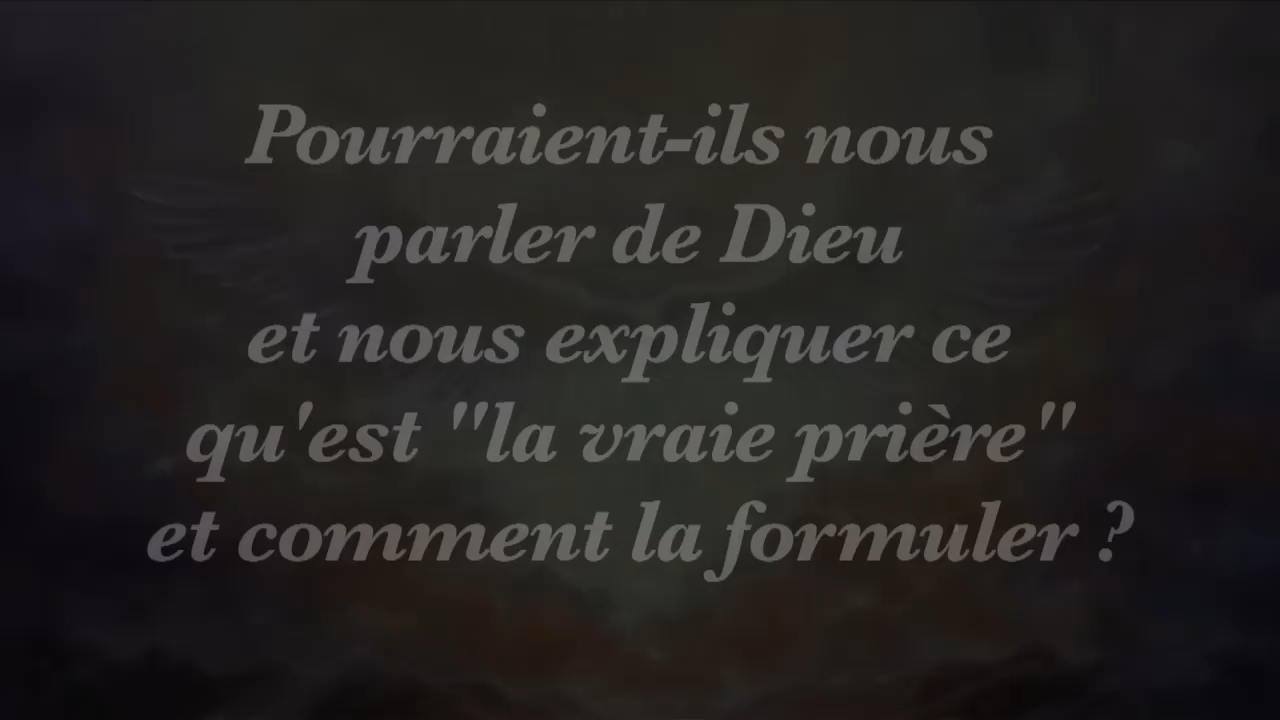 Pourraient-ils nous
parler de Dieu
et nous expliquer ce
qu'est "la vraie prière"
et comment la formuler ?